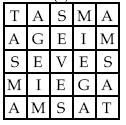 T A S M A
A G E I M
S E V E S
M I E G A
A M S A T